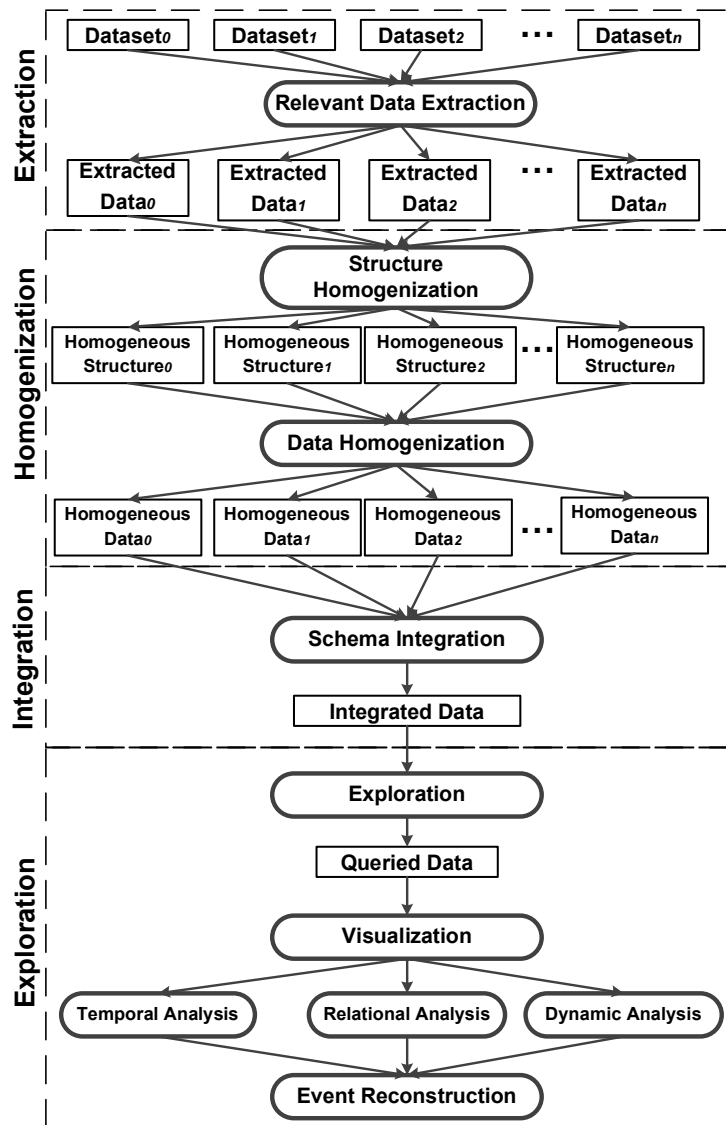 Extraction
Dataset0 Dataset1 Dataset2 ... Datasetn
Relevant Data Extraction
Extracted Data0
Extracted Data1
Extracted Data2
...
Extracted Datan
Homogenization
Structure
Homogenization
Homogeneous
Structure0
Homogeneous
Structure1
Homogeneous
Structure2
...
Homogeneous
Structuren
Data Homogenization
Homogeneous
Data0
Homogeneous
Data1
Homogeneous
Data2
...
Homogeneous
Datan
Integration
Schema Integration
Integrated Data
Exploration
Exploration
Queried Data
Visualization
Temporal Analysis
Relational Analysis
Dynamic Analysis
Event Reconstruction